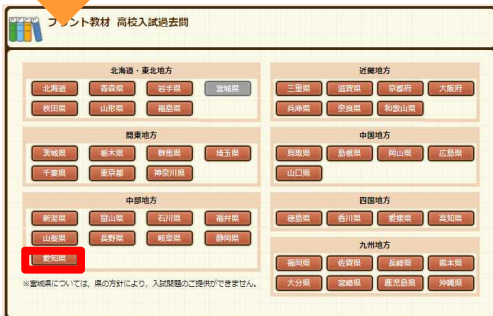 プリント教材 高校入試過去問
北海道・東北地方
北海道 青森県 岩手県 宮城県
秋田県 山形県 福島県
関東地方
茨城県 栃木県 群馬県 埼玉県
千葉県 東京都 神奈川県
中部地方
新潟県 富山県 石川県 福井県
山梨県 長野県 岐阜県 静岡県
愛知県
※宮城県については、県の方針により、入試問題のご提供ができません。
近畿地方
三重県 滋賀県 京都府 大阪府
兵庫県 奈良県 和歌山県
中国地方
鳥取県 島根県 岡山県 広島県
山口県
四国地方
徳島県 香川県 愛媛県 高知県
九州地方
福岡県 佐賀県 長崎県 熊本県
大分県 宮崎県 鹿児島県 沖縄県